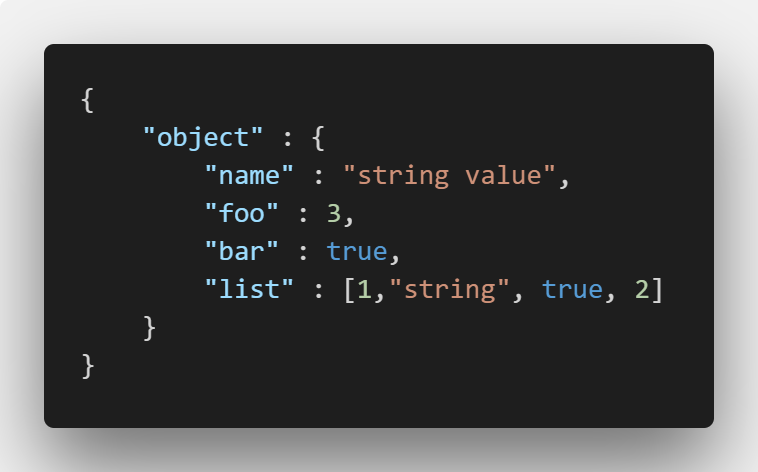 {
    "object" : {
        "name" : "string value",
        "foo" : 3,
        "bar" : true,
        "list" : [1,"string", true, 2]
    }
}